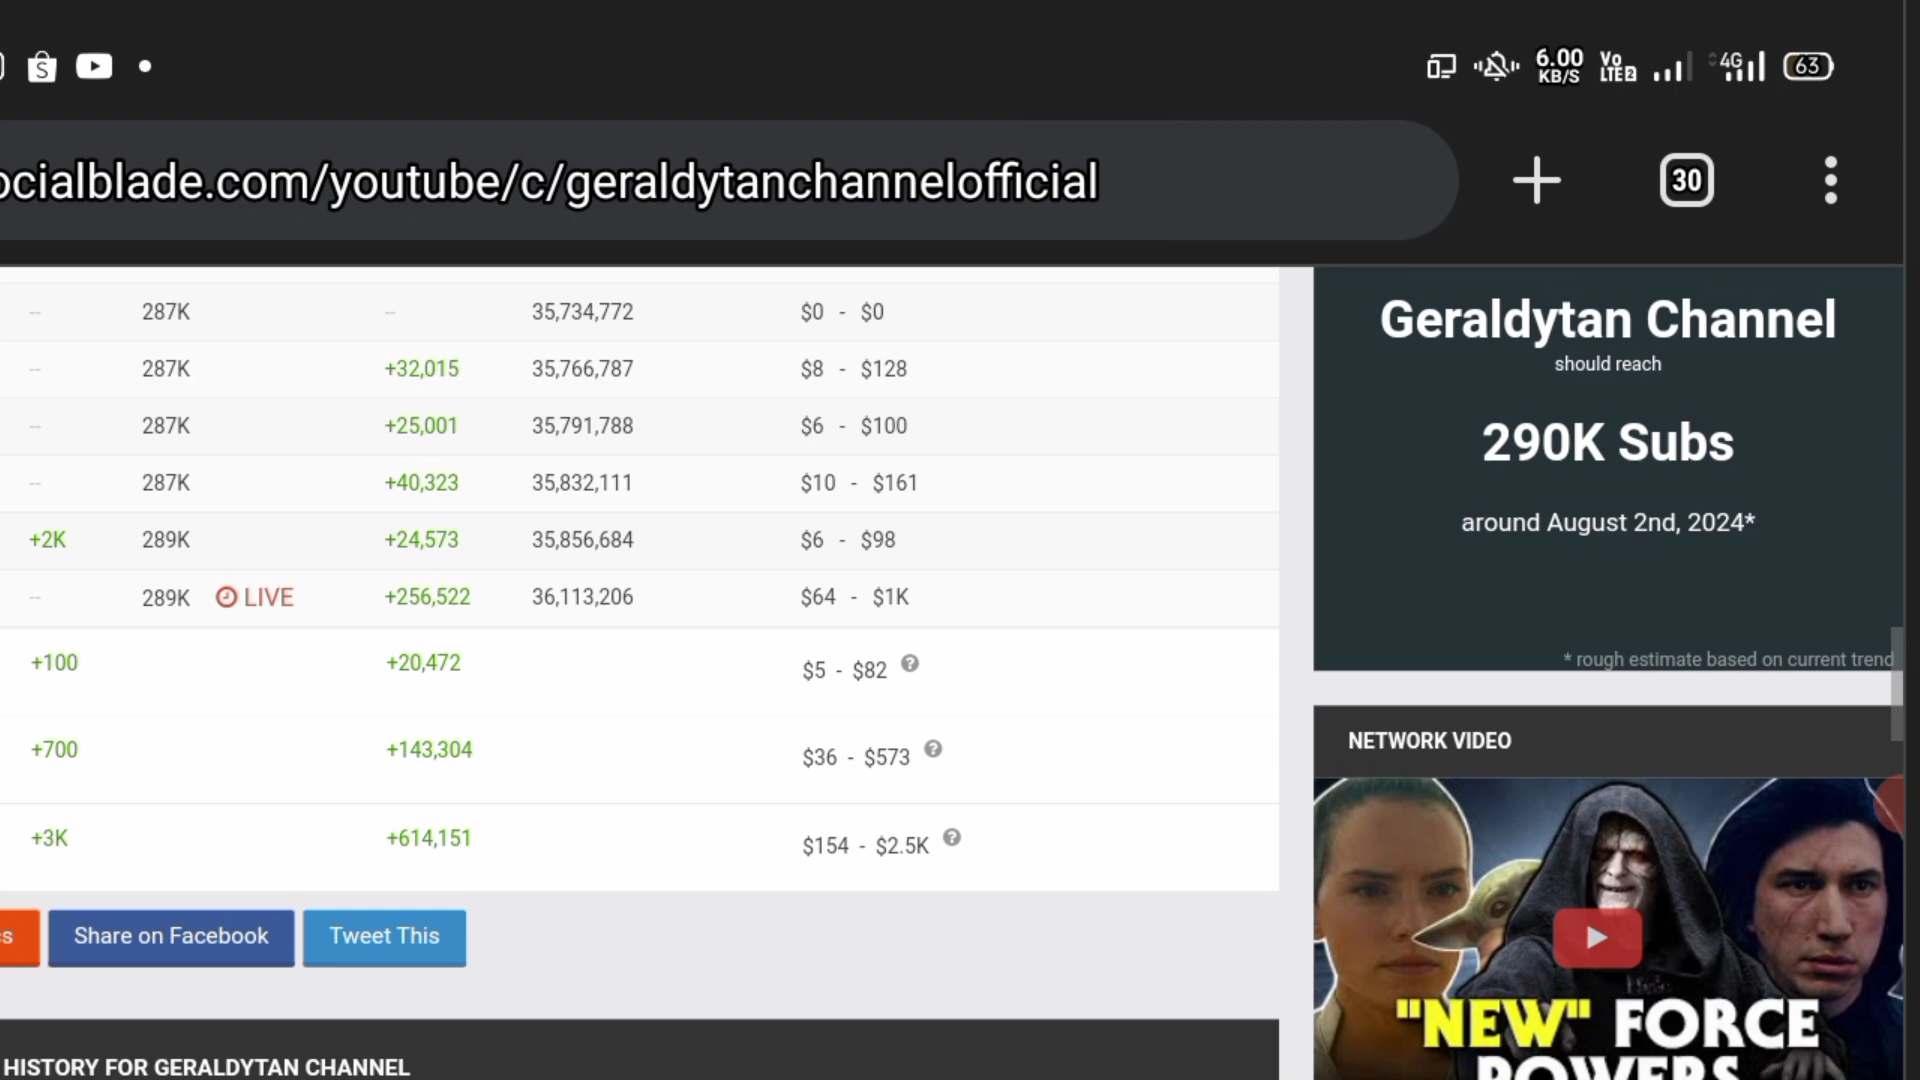 6.00
KB/S
Vo
LTE2
4G
63
ocialblade.com/youtube/c/geraldytanchannelofficial
30
-- 287K -- 35,734,772 $0 - $0
-- 287K +32,015 35,766,787 $8 - $128
-- 287K +25,001 35,791,788 $6 - $100
-- 287K +40,323 35,832,111 $10 - $161
+2K 289K +24,573 35,856,684 $6 - $98
-- 289K LIVE +256,522 36,113,206 $64 - $1K
+100 +20,472 $5 - $82 ?
+700 +143,304 $36 - $573 ?
+3K +614,151 $154 - $2.5K ?
cs
Share on Facebook
Tweet This
HISTORY FOR GERALDYTAN CHANNEL
Geraldytan Channel
should reach
290K Subs
around August 2nd, 2024*
* rough estimate based on current trend
NETWORK VIDEO
"NEW" FORCE
POWERS